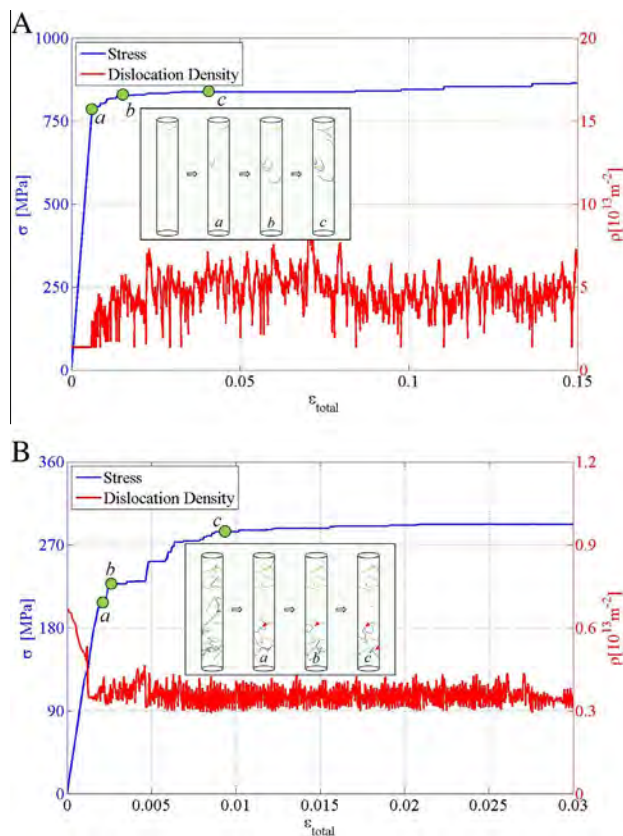 A
1000
20
Stress
Dislocation Density
c
b
a
750
15
σ [MPa]
500
10
ρ[10¹³m⁻²]
⇨ ⇨ ⇨
a b c
250
5
0
0
0 0.05 0.1 0.15
ε_total
B
360
1.2
Stress
Dislocation Density
c
b
a
270
0.9
σ [MPa]
180
0.6
ρ[10¹³m⁻²]
⇨ ⇨ ⇨
a b c
90
0.3
0
0
0 0.005 0.01 0.015 0.02 0.025 0.03
ε_total